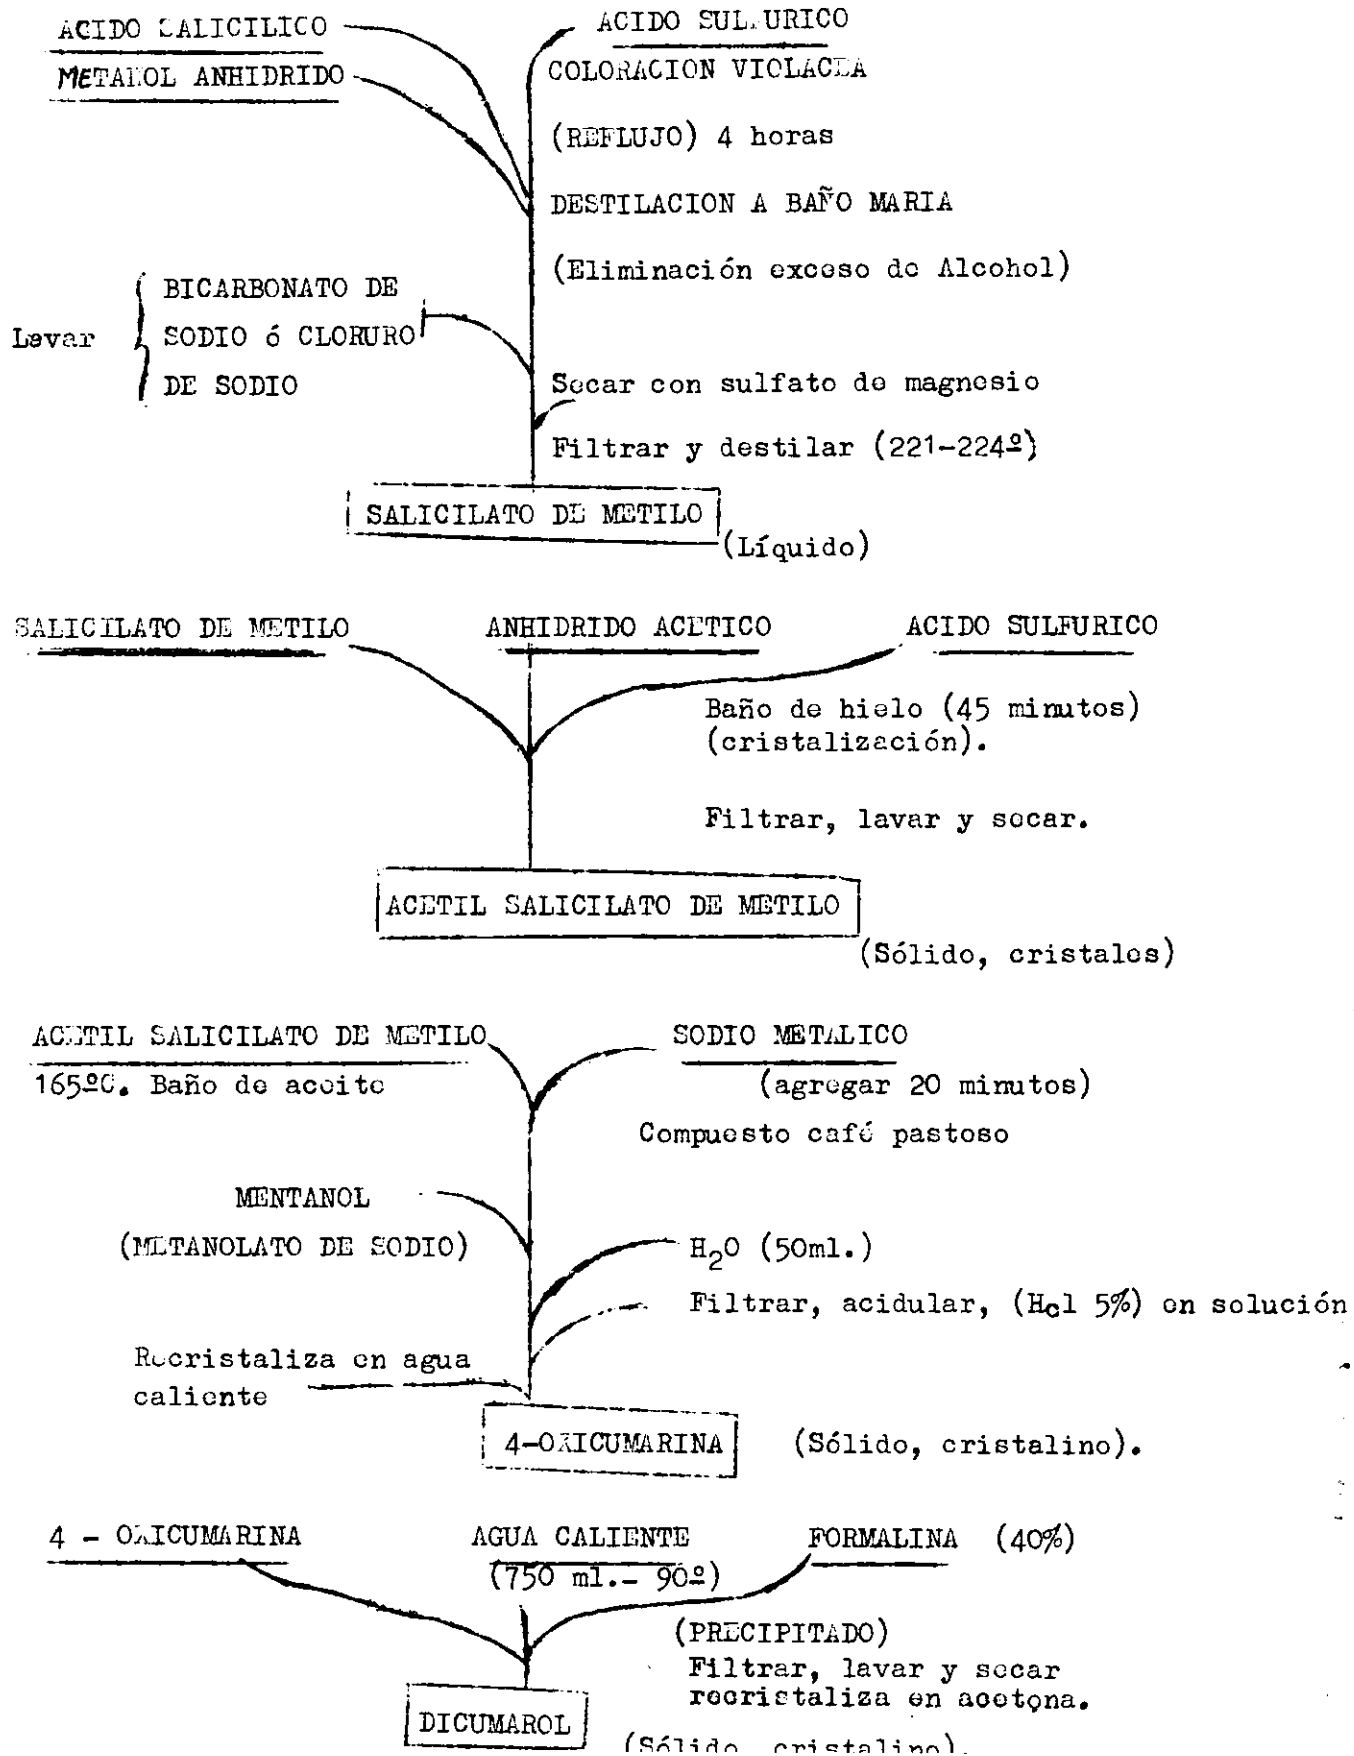 ACIDO SALICILICO
ACIDO SULFURICO
METANOL ANHIDRIDO
COLORACION VIOLACEA
(REFLUJO) 4 horas
DESTILACION A BAÑO MARIA
(Eliminación exceso de Alcohol)
BICARBONATO DE
Lavar SODIO ó CLORURO
DE SODIO
Secar con sulfato de magnesio
Filtrar y destilar (221-224º)
SALICILATO DE METILO
(Líquido)
SALICILATO DE METILO ANHIDRIDO ACETICO ACIDO SULFURICO
Baño de hielo (45 minutos)
(cristalización).
Filtrar, lavar y secar.
ACETIL SALICILATO DE METILO
(Sólido, cristales)
ACETIL SALICILATO DE METILO SODIO METALICO
165ºC. Baño de aceite (agregar 20 minutos)
Compuesto café pastoso
MENTANOL
(METANOLATO DE SODIO)
H₂O (50ml.)
Filtrar, acidular, (Hcl 5%) en solución
Recristaliza en agua
caliente
4-OXICUMARINA (Sólido, cristalino).
4 - OXICUMARINA AGUA CALIENTE FORMALINA (40%)
(750 ml.- 90º)
(PRECIPITADO)
Filtrar, lavar y secar
recristaliza en acetona.
DICUMAROL
(Sólido, cristalino).